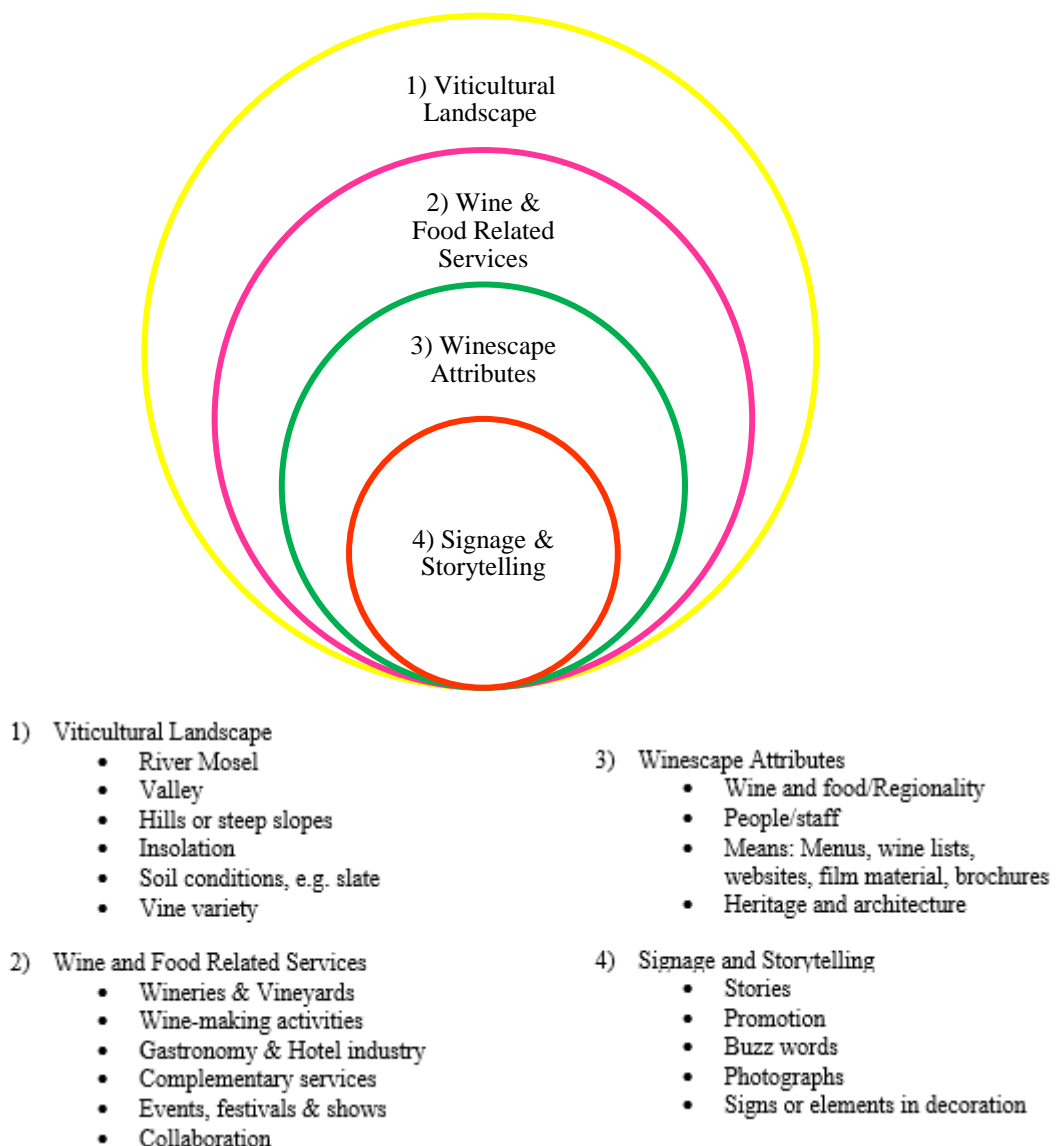 1) Viticultural
Landscape
2) Wine &
Food Related
Services
3) Winescape
Attributes
4) Signage &
Storytelling
1) Viticultural Landscape
• River Mosel
• Valley
• Hills or steep slopes
• Insolation
• Soil conditions, e.g. slate
• Vine variety
2) Wine and Food Related Services
• Wineries & Vineyards
• Wine-making activities
• Gastronomy & Hotel industry
• Complementary services
• Events, festivals & shows
• Collaboration
3) Winescape Attributes
• Wine and food/Regionality
• People/staff
• Means: Menus, wine lists,
websites, film material, brochures
• Heritage and architecture
4) Signage and Storytelling
• Stories
• Promotion
• Buzz words
• Photographs
• Signs or elements in decoration